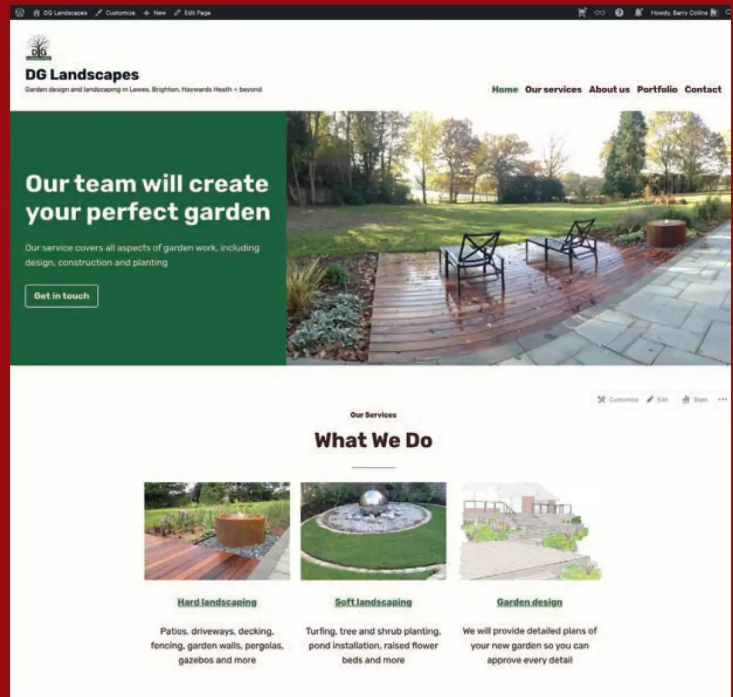 DG Landscapes Customize + New Edit Page
Howdy, Barry Collins
DG
DG Landscapes
Garden design and landscaping in Lewes, Brighton, Haywards Heath + beyond
Home Our services About us Portfolio Contact
Our team will create
your perfect garden
Our service covers all aspects of garden work, including
design, construction and planting
Get in touch
Customize Edit Stats
Our Services
What We Do
Hard landscaping
Patios, driveways, decking,
fencing, garden walls, pergolas,
gazebos and more
Soft landscaping
Turfing, tree and shrub planting,
pond installation, raised flower
beds and more
Garden design
We will provide detailed plans of
your new garden so you can
approve every detail